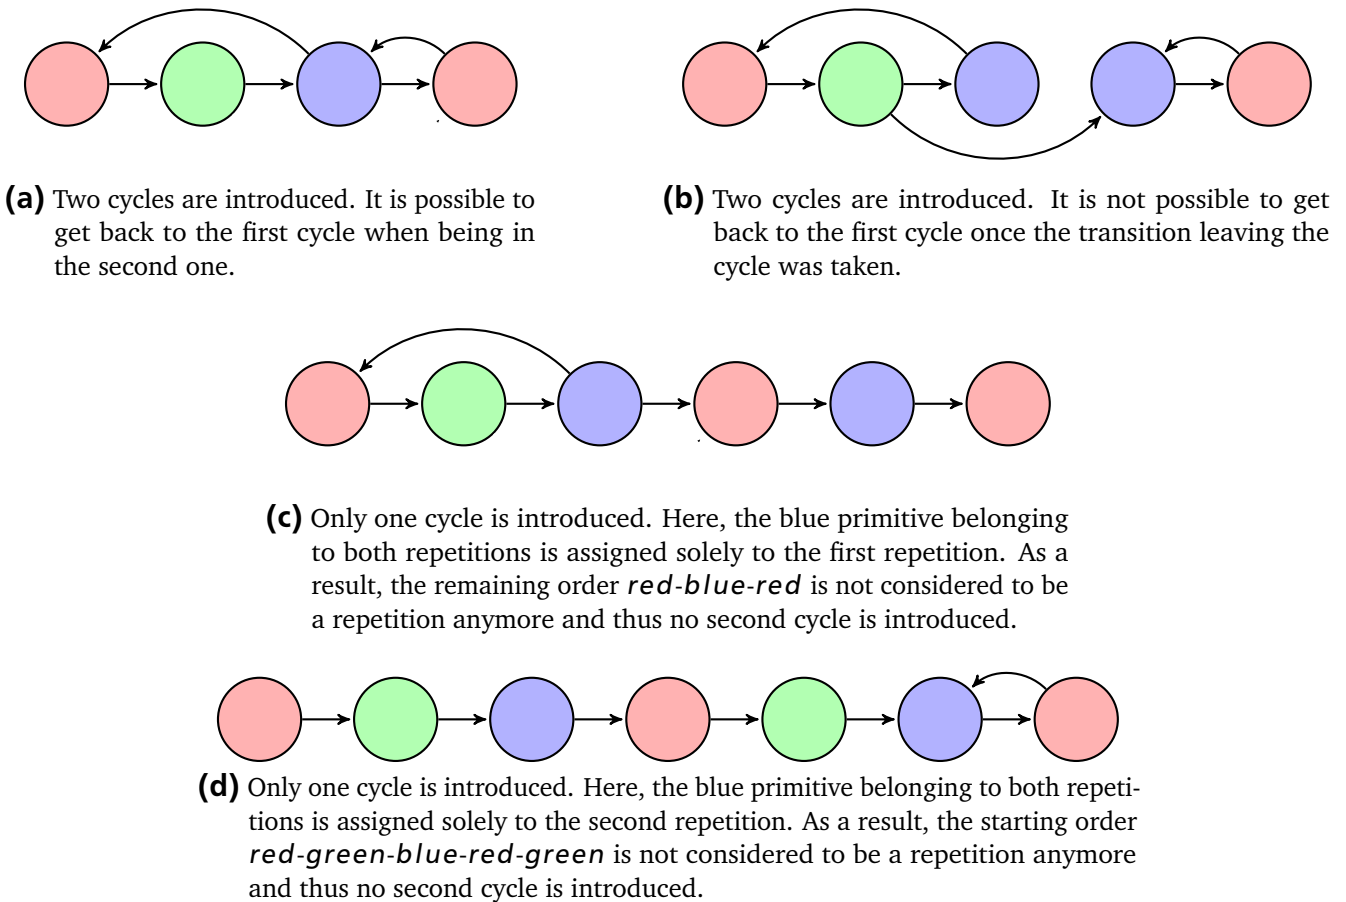 (a) Two cycles are introduced. It is possible to
get back to the first cycle when being in
the second one.
(b) Two cycles are introduced. It is not possible to get
back to the first cycle once the transition leaving the
cycle was taken.
(c) Only one cycle is introduced. Here, the blue primitive belonging
to both repetitions is assigned solely to the first repetition. As a
result, the remaining order red-blue-red is not considered to be
a repetition anymore and thus no second cycle is introduced.
(d) Only one cycle is introduced. Here, the blue primitive belonging to both repeti-
tions is assigned solely to the second repetition. As a result, the starting order
red-green-blue-red-green is not considered to be a repetition anymore
and thus no second cycle is introduced.